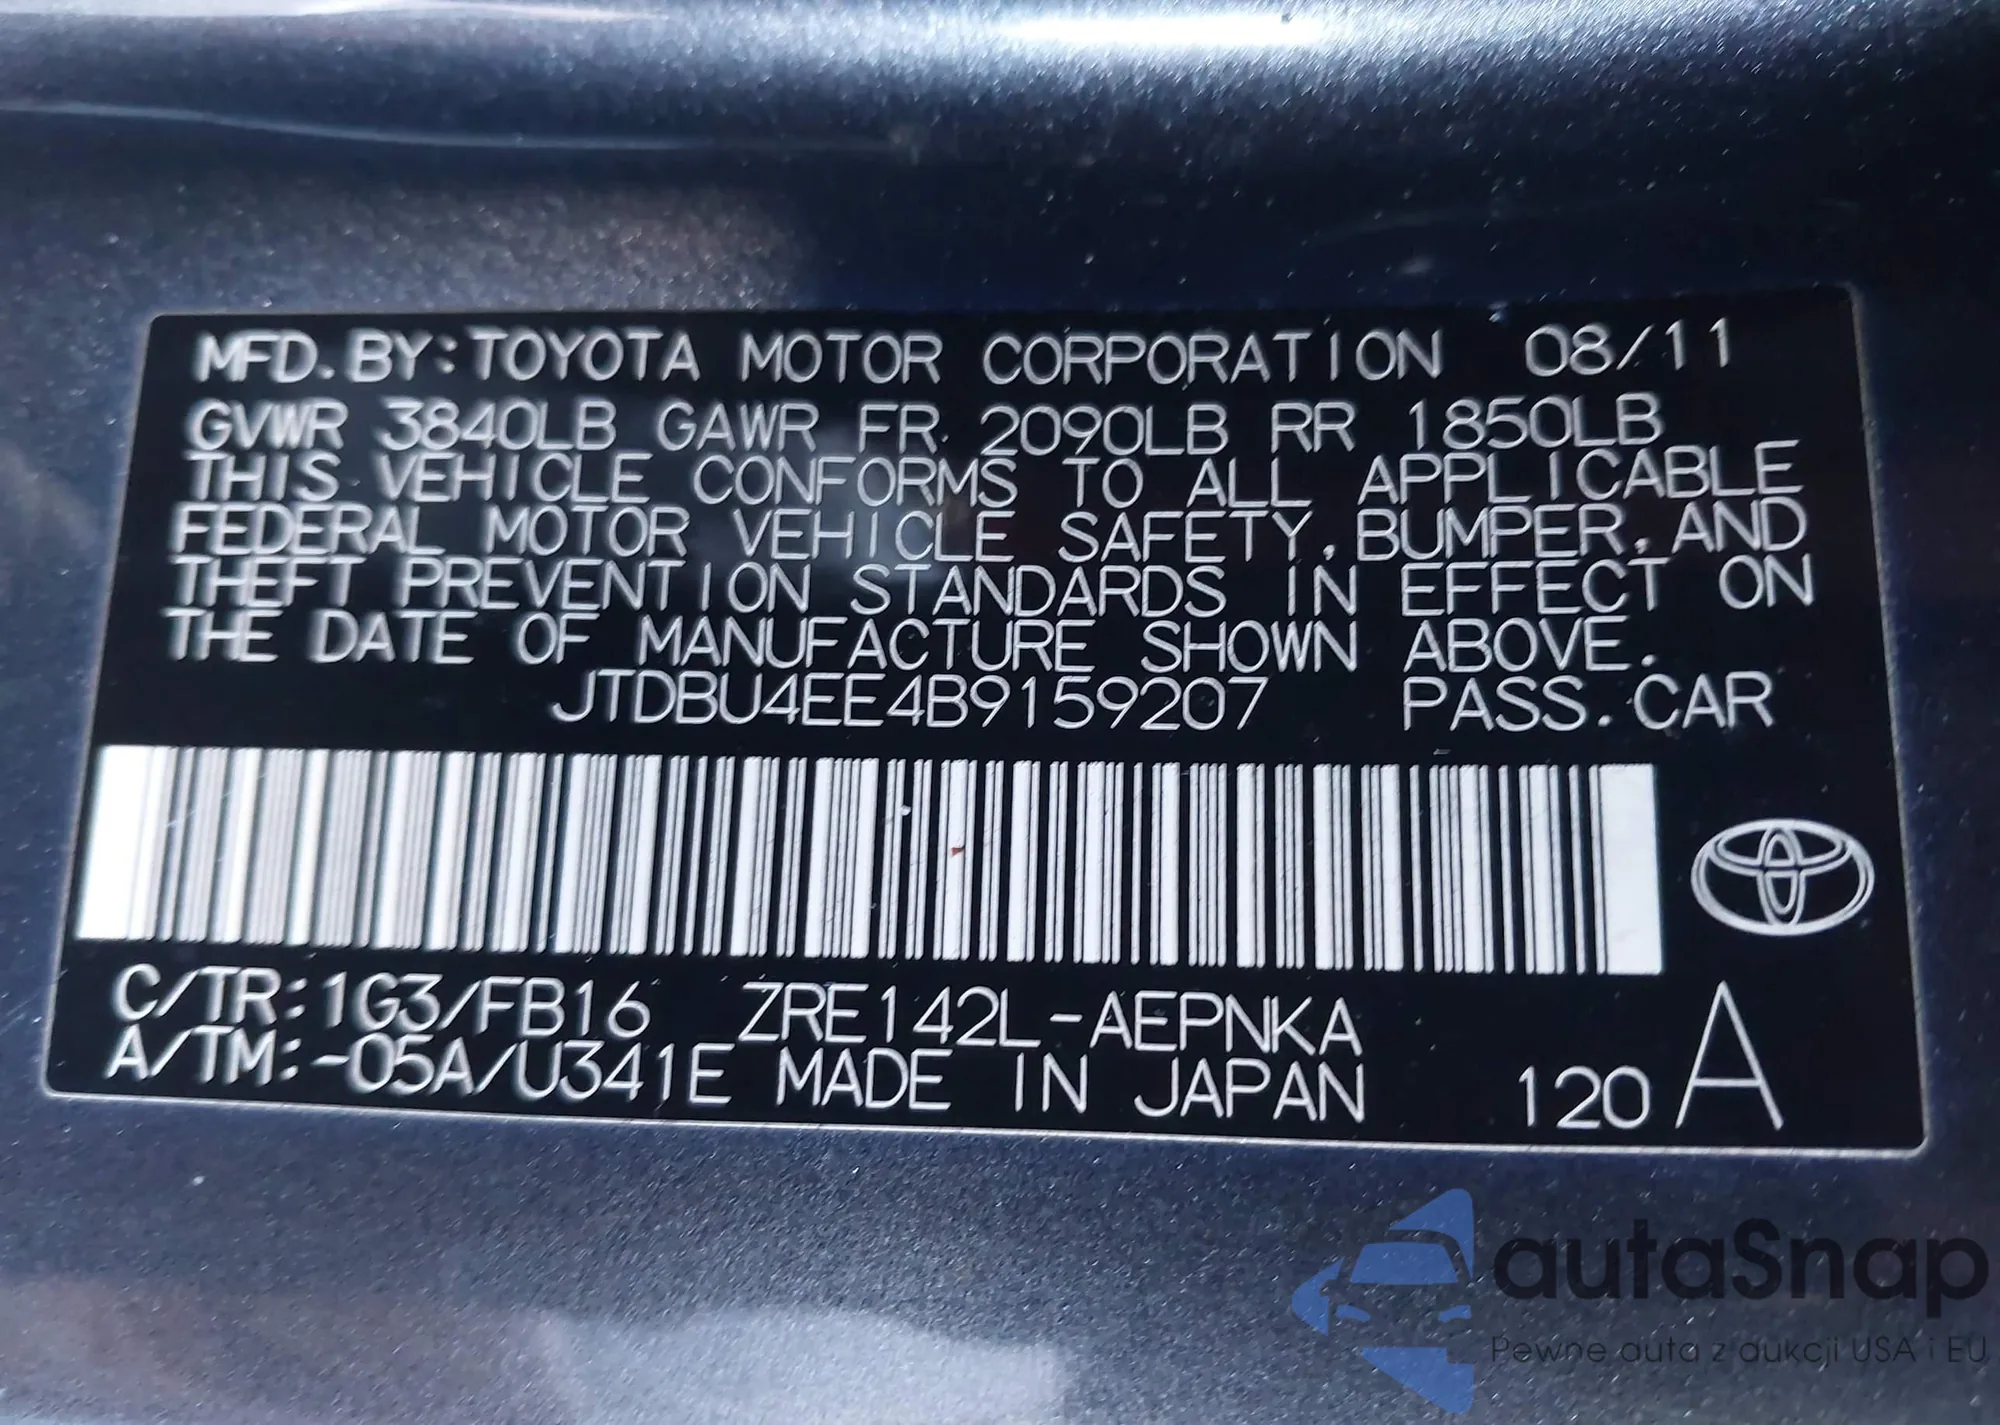 MFD. BY: TOYOTA MOTOR CORPORATION 08/11
GVWR 3840LB GAWR FR. 2090LB RR 1850LB
THIS VEHICLE CONFORMS TO ALL APPLICABLE
FEDERAL MOTOR VEHICLE SAFETY, BUMPER, AND
THEFT PREVENTION STANDARDS IN EFFECT ON
THE DATE OF MANUFACTURE SHOWN ABOVE.
JTDBU4EE4B9159207 PASS. CAR
C/TR: 1G3/FB16 ZRE142L-AEPNKA
A/TM: -05A/U341E MADE IN JAPAN 120 A
autaSnap
Pewne auta z aukcji USA i EU